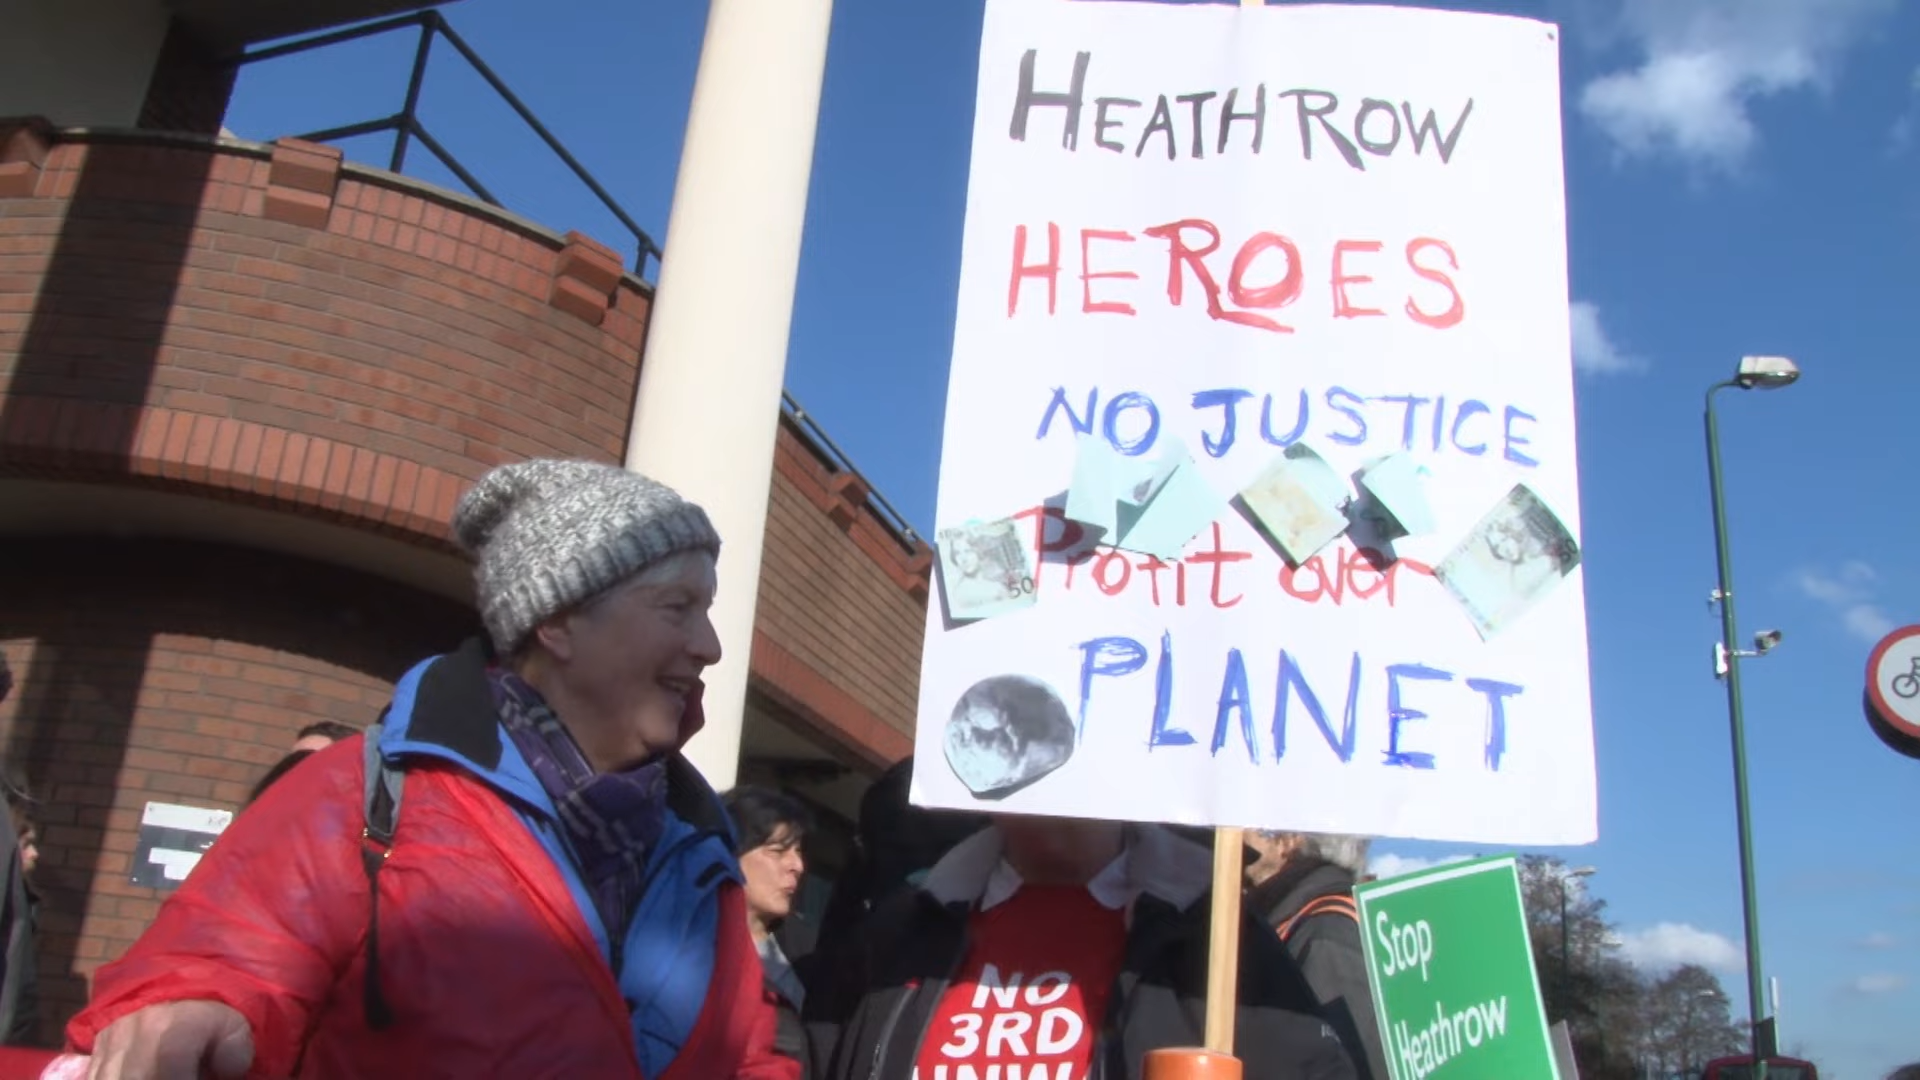 HEATHROW
HEROES
NO JUSTICE
50
Profit over
PLANET
NO
3RD
Stop
Heathrow